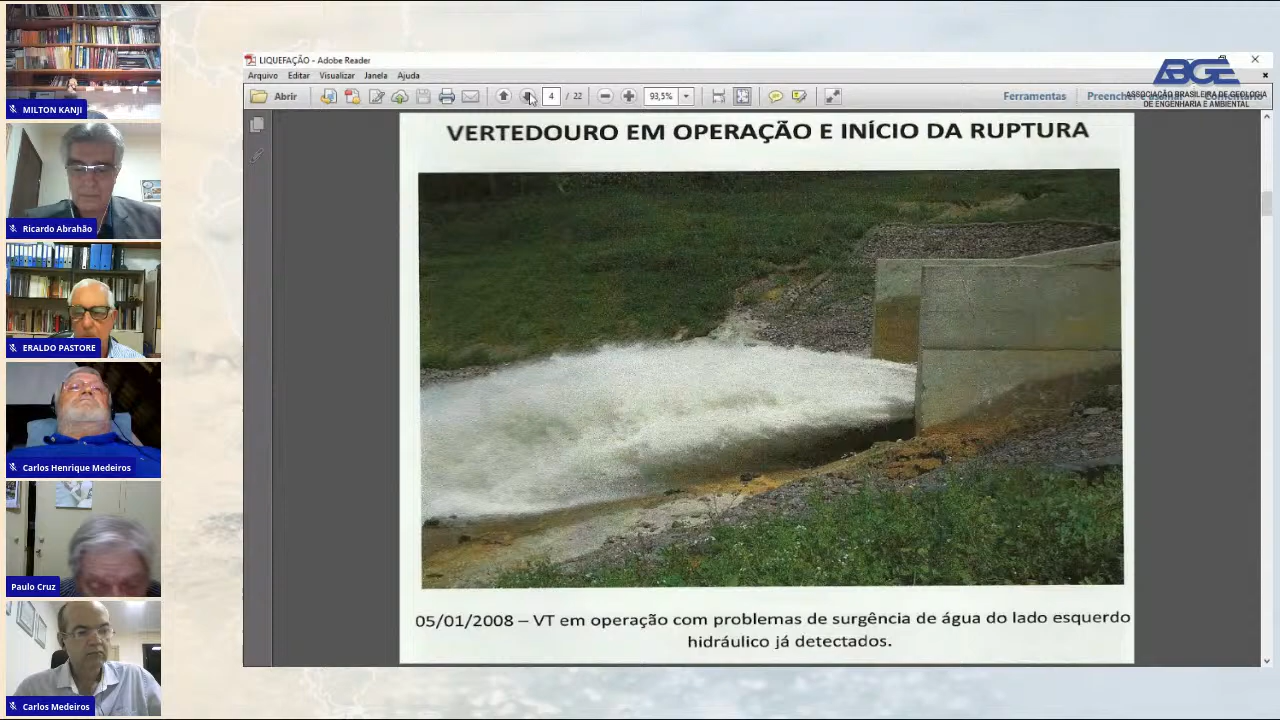 MILTON KANJI
Ricardo Abrahão
ERALDO PASTORE
Carlos Henrique Medeiros
Paulo Cruz
Carlos Medeiros
LIQUEFAÇÃO - Adobe Reader
Arquivo Editar Visualizar Janela Ajuda
Abrir
4 / 22
93,5%
Ferramentas
ABGE
ASSOCIAÇÃO BRASILEIRA DE GEOLOGIA
DE ENGENHARIA E AMBIENTAL
VERTEDOURO EM OPERAÇÃO E INÍCIO DA RUPTURA
05/01/2008 – VT em operação com problemas de surgência de água do lado esquerdo
hidráulico já detectados.